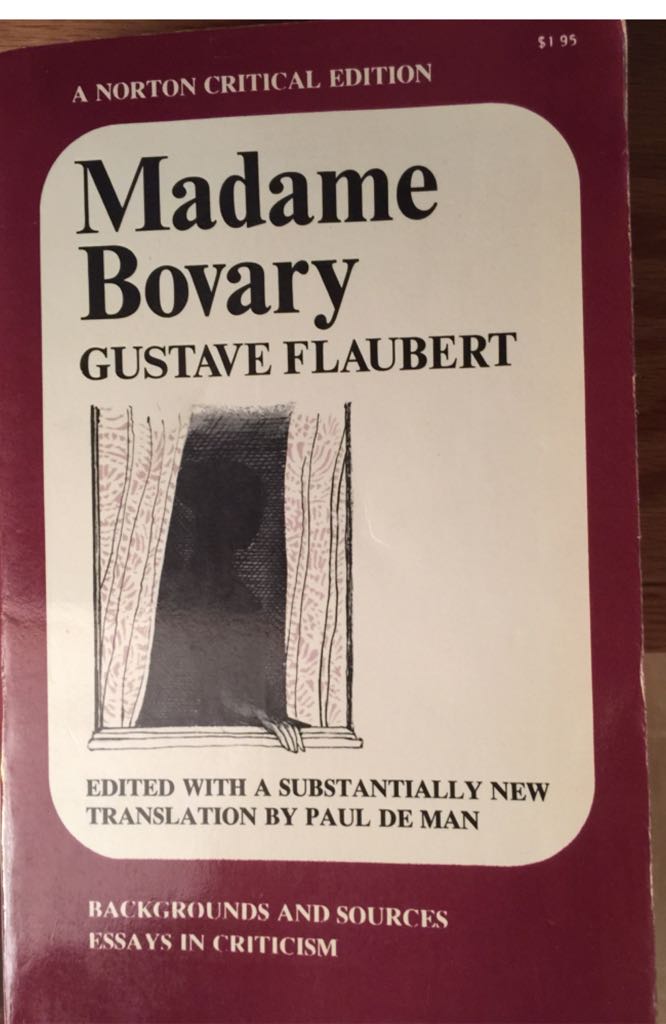 $1 95
A NORTON CRITICAL EDITION
Madame
Bovary
GUSTAVE FLAUBERT
EDITED WITH A SUBSTANTIALLY NEW
TRANSLATION BY PAUL DE MAN
BACKGROUNDS AND SOURCES
ESSAYS IN CRITICISM